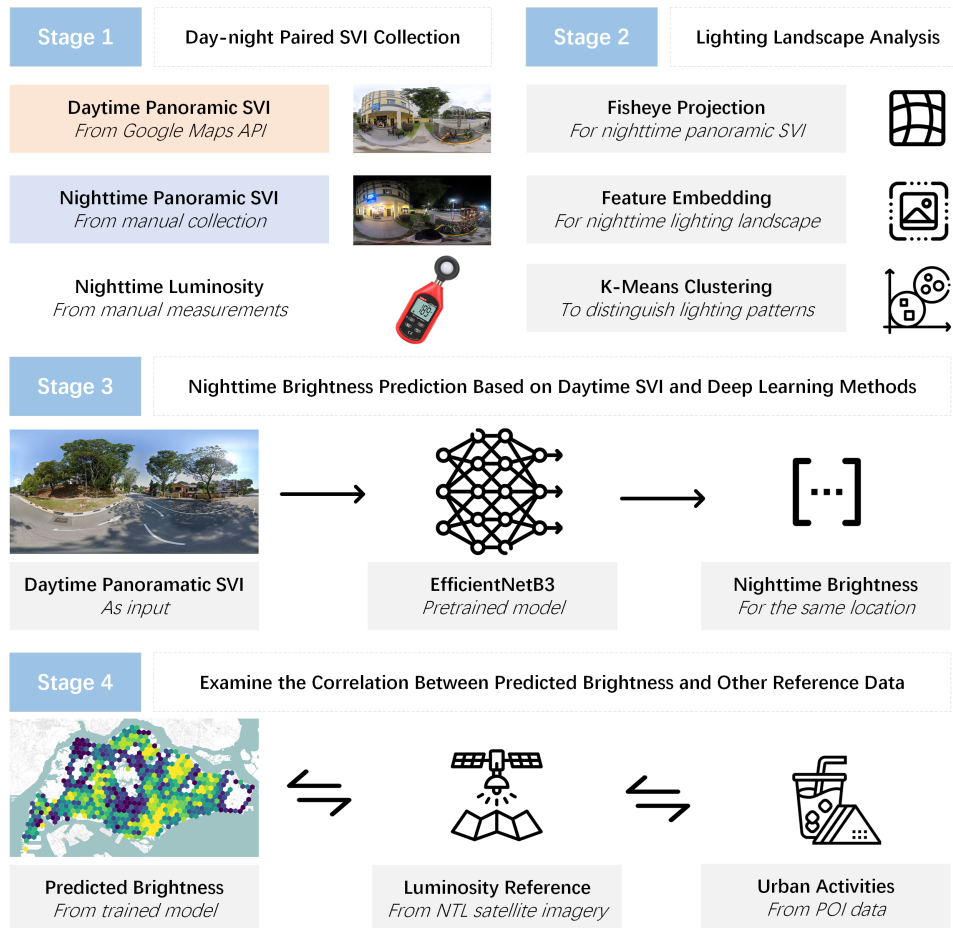 Stage 1
Day-night Paired SVI Collection
Daytime Panoramic SVI
From Google Maps API
Nighttime Panoramic SVI
From manual collection
Nighttime Luminosity
From manual measurements
Stage 2
Lighting Landscape Analysis
Fisheye Projection
For nighttime panoramic SVI
Feature Embedding
For nighttime lighting landscape
K-Means Clustering
To distinguish lighting patterns
Stage 3
Nighttime Brightness Prediction Based on Daytime SVI and Deep Learning Methods
Daytime Panoramatic SVI
As input
EfficientNetB3
Pretrained model
Nighttime Brightness
For the same location
Stage 4
Examine the Correlation Between Predicted Brightness and Other Reference Data
Predicted Brightness
From trained model
Luminosity Reference
From NTL satellite imagery
Urban Activities
From POI data